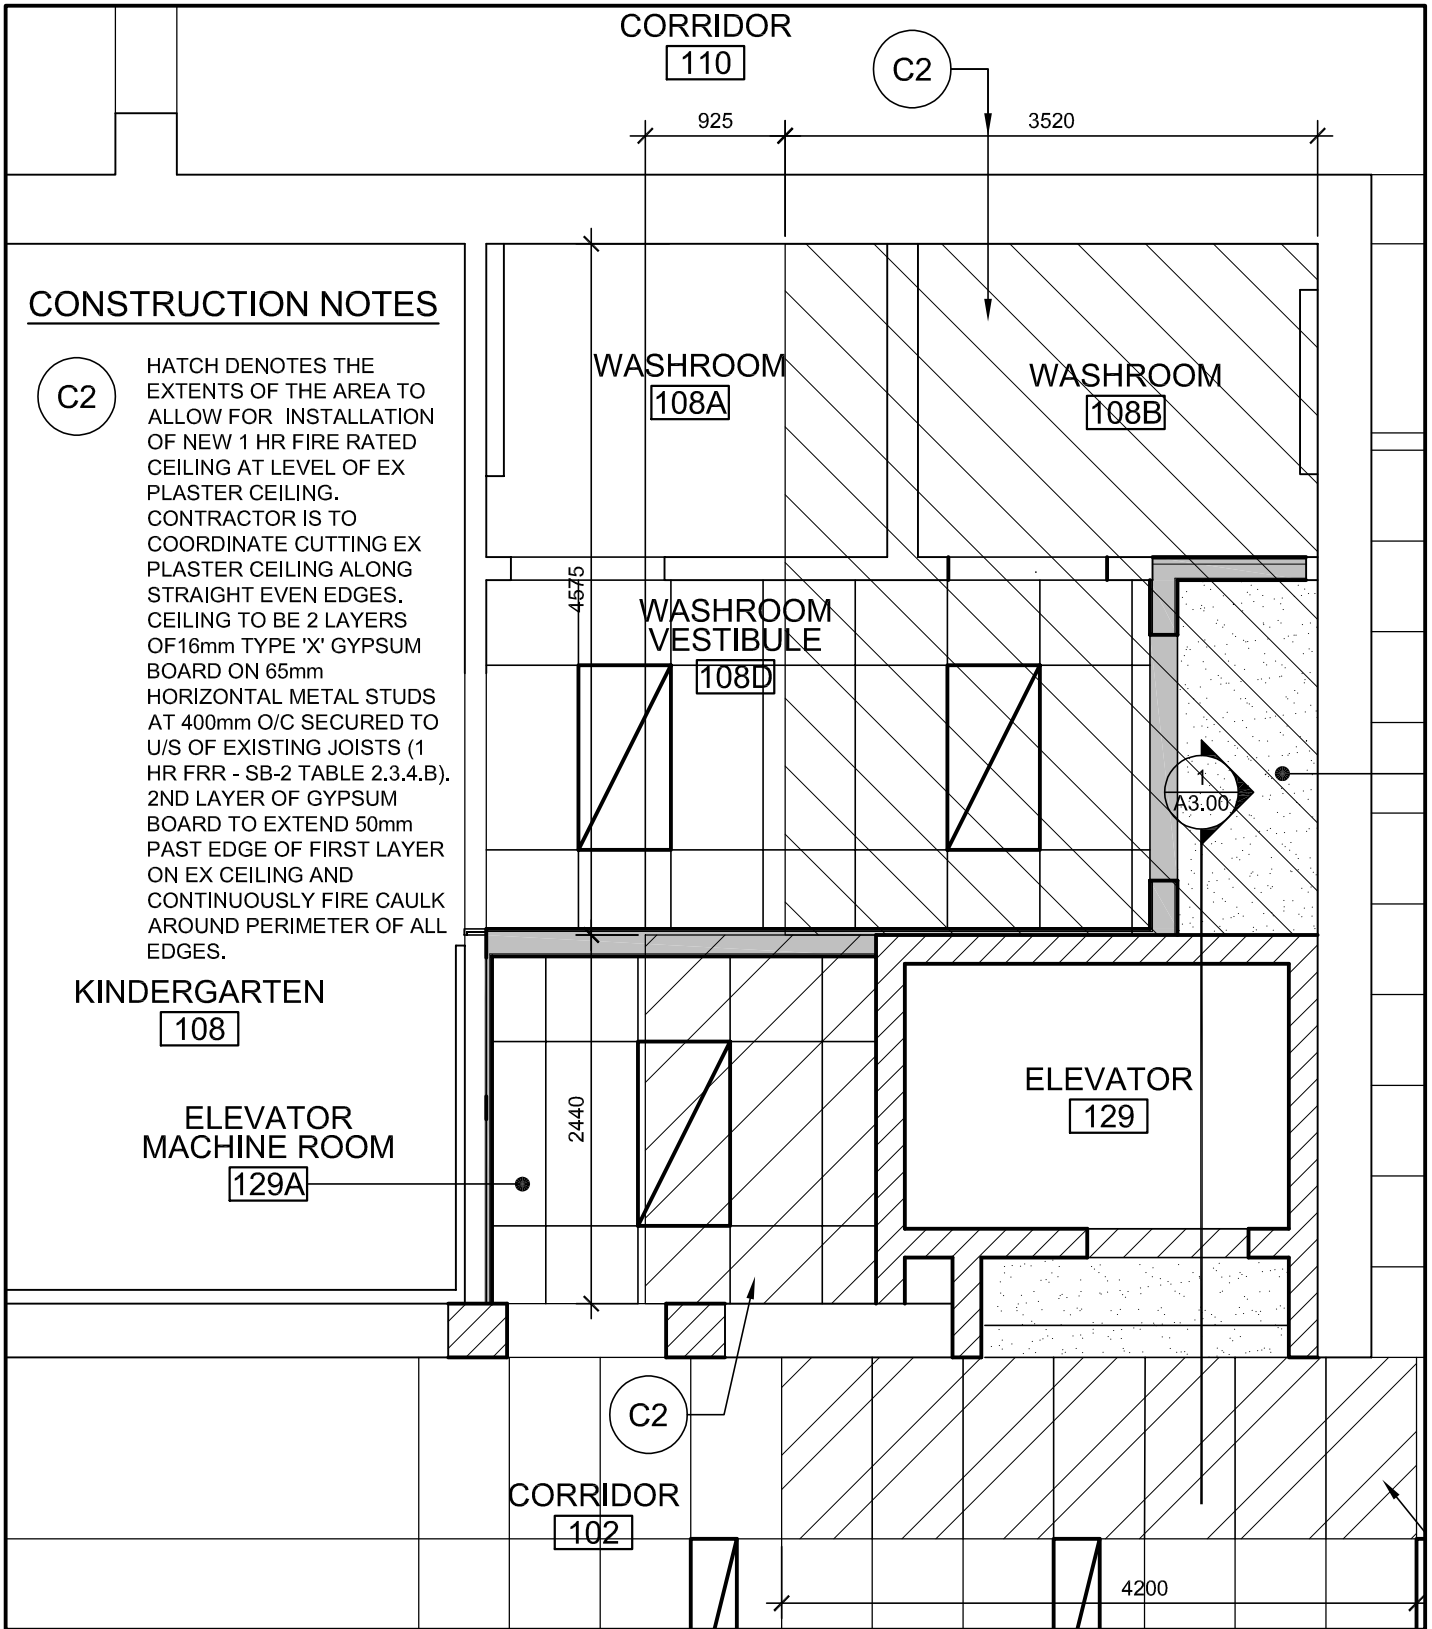 CORRIDOR
110
C2
925
3520
CONSTRUCTION NOTES
C2
HATCH DENOTES THE
EXTENTS OF THE AREA TO
ALLOW FOR INSTALLATION
OF NEW 1 HR FIRE RATED
CEILING AT LEVEL OF EX
PLASTER CEILING.
CONTRACTOR IS TO
COORDINATE CUTTING EX
PLASTER CEILING ALONG
STRAIGHT EVEN EDGES.
CEILING TO BE 2 LAYERS
OF16mm TYPE 'X' GYPSUM
BOARD ON 65mm
HORIZONTAL METAL STUDS
AT 400mm O/C SECURED TO
U/S OF EXISTING JOISTS (1
HR FRR - SB-2 TABLE 2.3.4.B).
2ND LAYER OF GYPSUM
BOARD TO EXTEND 50mm
PAST EDGE OF FIRST LAYER
ON EX CEILING AND
CONTINUOUSLY FIRE CAULK
AROUND PERIMETER OF ALL
EDGES.
WASHROOM
108A
WASHROOM
108B
4575
WASHROOM
VESTIBULE
108D
1
A3.00
KINDERGARTEN
108
ELEVATOR
MACHINE ROOM
129A
2440
ELEVATOR
129
C2
CORRIDOR
102
4200